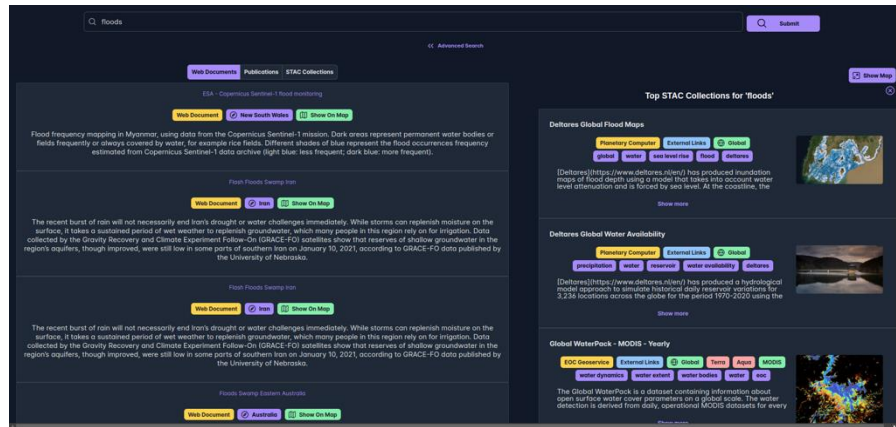 floods
Submit
<< Advanced Search
Web Documents Publications STAC Collections
Show Map
ESA - Copernicus Sentinel-1 flood monitoring
Web Document New South Wales Show On Map
Flood frequency mapping in Myanmar, using data from the Copernicus Sentinel-1 mission. Dark areas represent permanent water bodies or
fields frequently or always covered by water, for example rice fields. Different shades of blue represent the flood occurrences frequency
estimated from Copernicus Sentinel-1 data archive (light blue: less frequent; dark blue: more frequent).
Flash Floods Swamp Iran
Web Document Iran Show On Map
The recent burst of rain will not necessarily end Iran's drought or water challenges immediately. While storms can replenish moisture on the
surface, it takes a sustained period of wet weather to replenish groundwater, which many people in this region rely on for irrigation. Data
collected by the Gravity Recovery and Climate Experiment Follow-On (GRACE-FO) satellites show that reserves of shallow groundwater in the
region's aquifers, though improved, were still low in some parts of southern Iran on January 10, 2021, according to GRACE-FO data published by
the University of Nebraska.
Flash Floods Swamp Iran
Web Document Iran Show On Map
The recent burst of rain will not necessarily end Iran's drought or water challenges immediately. While storms can replenish moisture on the
surface, it takes a sustained period of wet weather to replenish groundwater, which many people in this region rely on for irrigation. Data
collected by the Gravity Recovery and Climate Experiment Follow-On (GRACE-FO) satellites show that reserves of shallow groundwater in the
region's aquifers, though improved, were still low in some parts of southern Iran on January 10, 2021, according to GRACE-FO data published by
the University of Nebraska.
Floods Swamp Eastern Australia
Web Document Australia Show On Map
Top STAC Collections for 'floods'
Deltares Global Flood Maps
Planetary Computer External Links Global
global water sea level rise flood deltares
[Deltares](https://www.deltares.nl/en/) has produced inundation
maps of flood depth using a model that takes into account water
level attenuation and is forced by sea level. At the coastline, the
Show more
Deltares Global Water Availability
Planetary Computer External Links Global
precipitation water reservoir water availability deltares
[Deltares](https://www.deltares.nl/en/) has produced a hydrological
model approach to simulate historical daily reservoir variations for
3,236 locations across the globe for the period 1970-2020 using the
Show more
Global WaterPack - MODIS - Yearly
EOC Geoservice External Links Global Terra Aqua MODIS
water dynamics water extent water bodies water eoc
The Global WaterPack is a dataset containing information about
open surface water cover parameters on a global scale. The water
detection is derived from daily, operational MODIS datasets for every
Show more